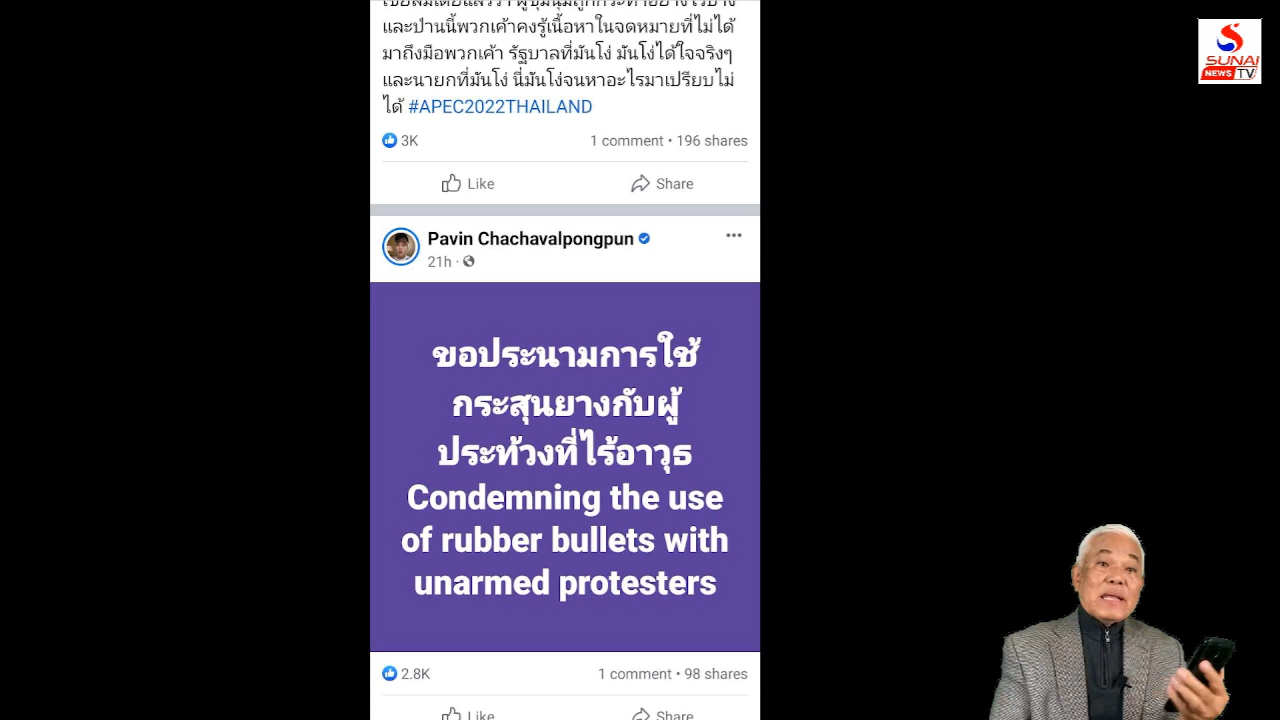 และป่านนี้พวกเค้าคงรู้เนื้อหาในจดหมายที่ไม่ได้
มาถึงมือพวกเค้า รัฐบาลที่มันโง่ มันโง่ได้ใจจริงๆ
และนายกที่มันโง่ นี่มันโง่จนหาอะไรมาเปรียบไม่
ได้ #APEC2022THAILAND
3K 1 comment • 196 shares
Like Share
Pavin Chachavalpongpun
21h
ขอประนามการใช้
กระสุนยางกับผู้
ประท้วงที่ไร้อาวุธ
Condemning the use
of rubber bullets with
unarmed protesters
2.8K 1 comment • 98 shares
Like Share
SUNAI
NEWS TV